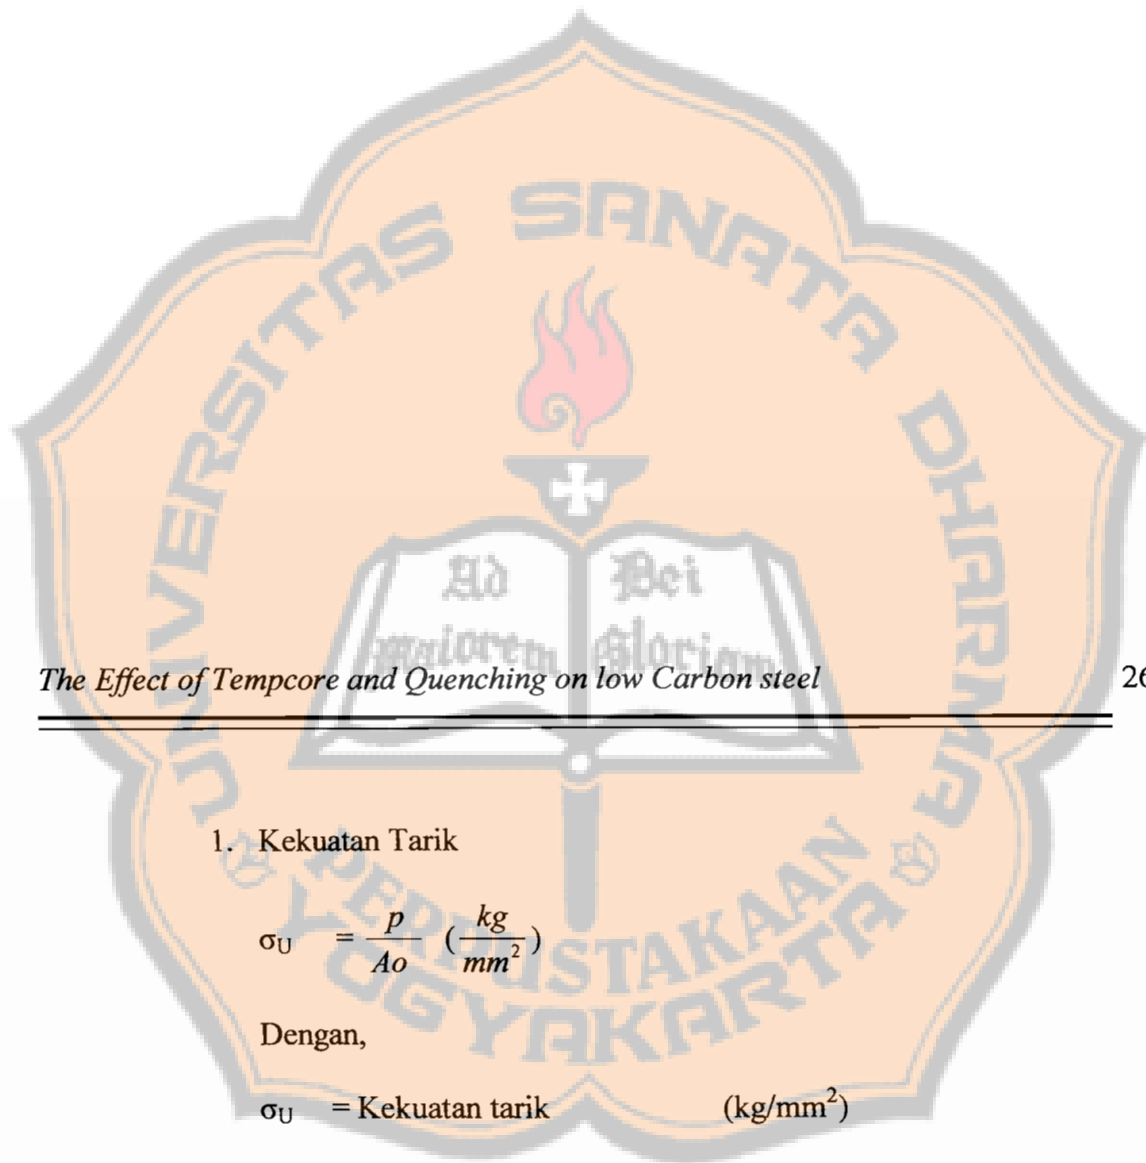 UNIVERSITAS SANATA DHARMA
Ad Dei
maiorem Gloriam
The Effect of Tempcore and Quenching on low Carbon steel 26
1. Kekuatan Tarik
σU = p/Ao (kg/mm²)
PERPUSTAKAAN
YOGYAKARTA
Dengan,
σU = Kekuatan tarik (kg/mm²)